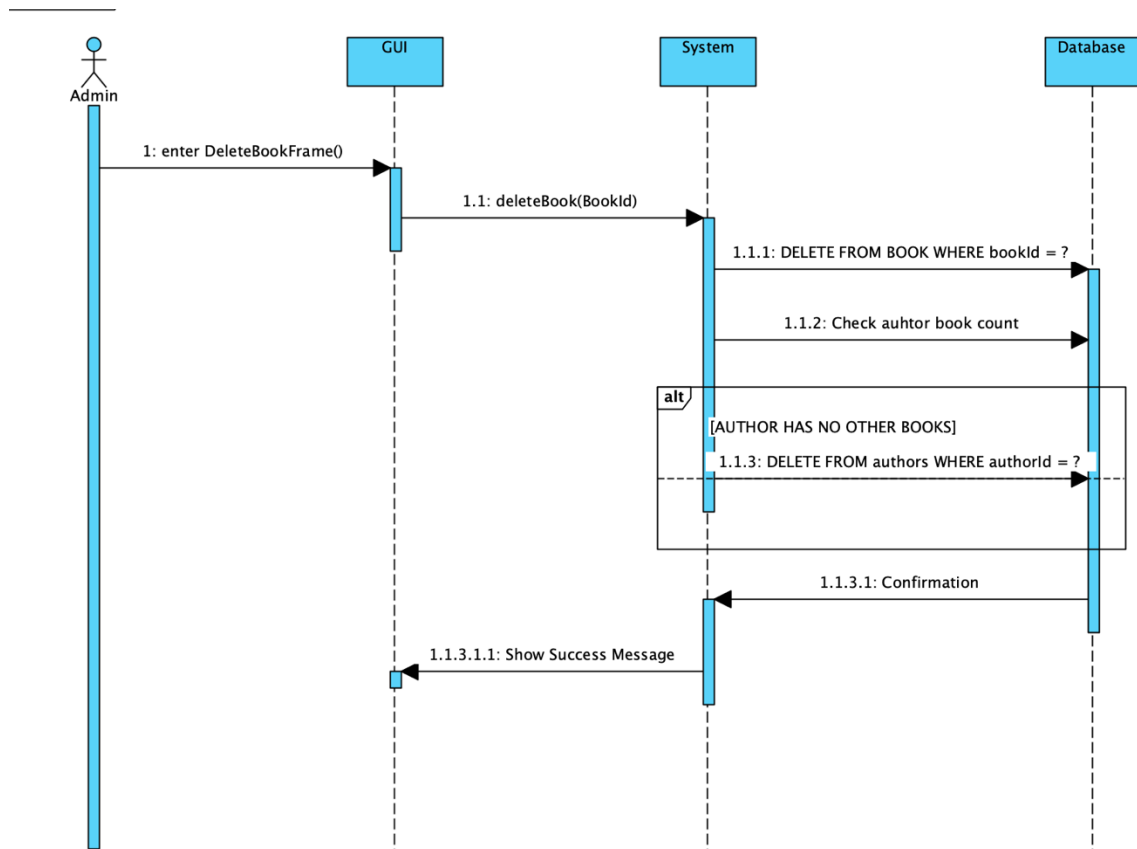 GUI
System
Database
Admin
1: enter DeleteBookFrame()
1.1: deleteBook(BookId)
1.1.1: DELETE FROM BOOK WHERE bookId = ?
1.1.2: Check auhtor book count
alt
[AUTHOR HAS NO OTHER BOOKS]
1.1.3: DELETE FROM authors WHERE authorId = ?
1.1.3.1: Confirmation
1.1.3.1.1: Show Success Message